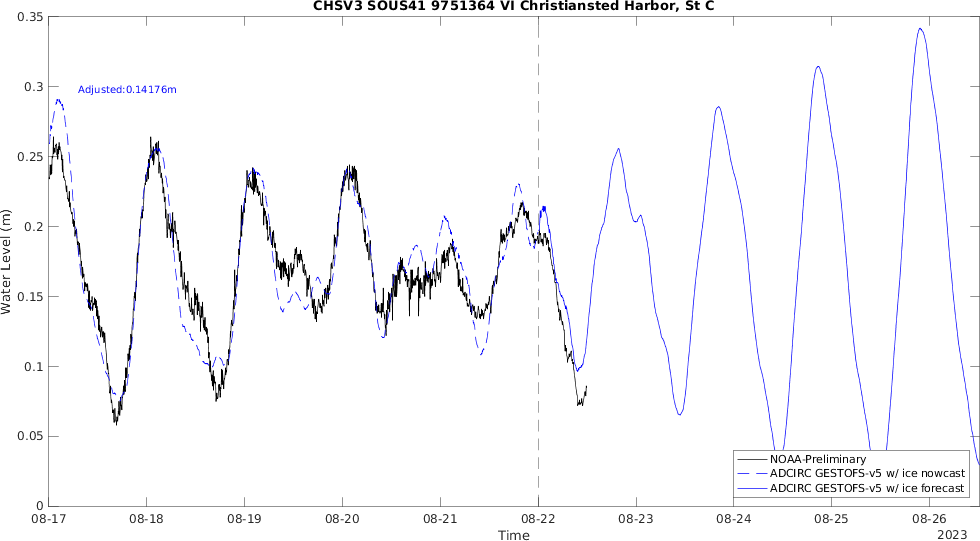 CHSV3 SOUS41 9751364 VI Christiansted Harbor, St C
Adjusted:0.14176m
Water Level (m)
0.35
0.3
0.25
0.2
0.15
0.1
0.05
0
08-17 08-18 08-19 08-20 08-21 08-22 08-23 08-24 08-25 08-26
Time
2023
NOAA-Preliminary
ADCIRC GESTOFS-v5 w/ ice nowcast
ADCIRC GESTOFS-v5 w/ ice forecast